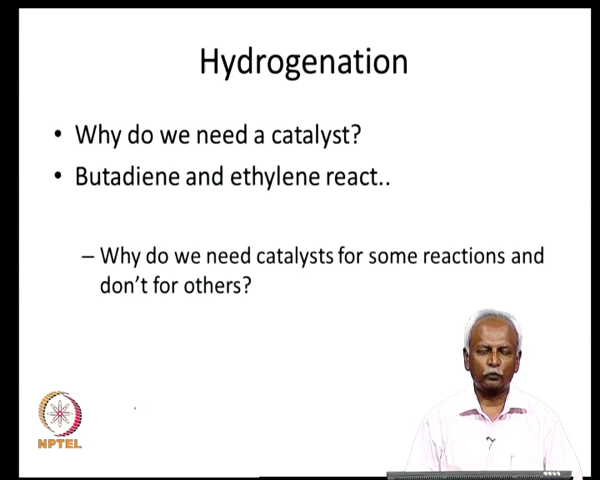 Hydrogenation
• Why do we need a catalyst?
• Butadiene and ethylene react..
– Why do we need catalysts for some reactions and
don't for others?
NPTEL